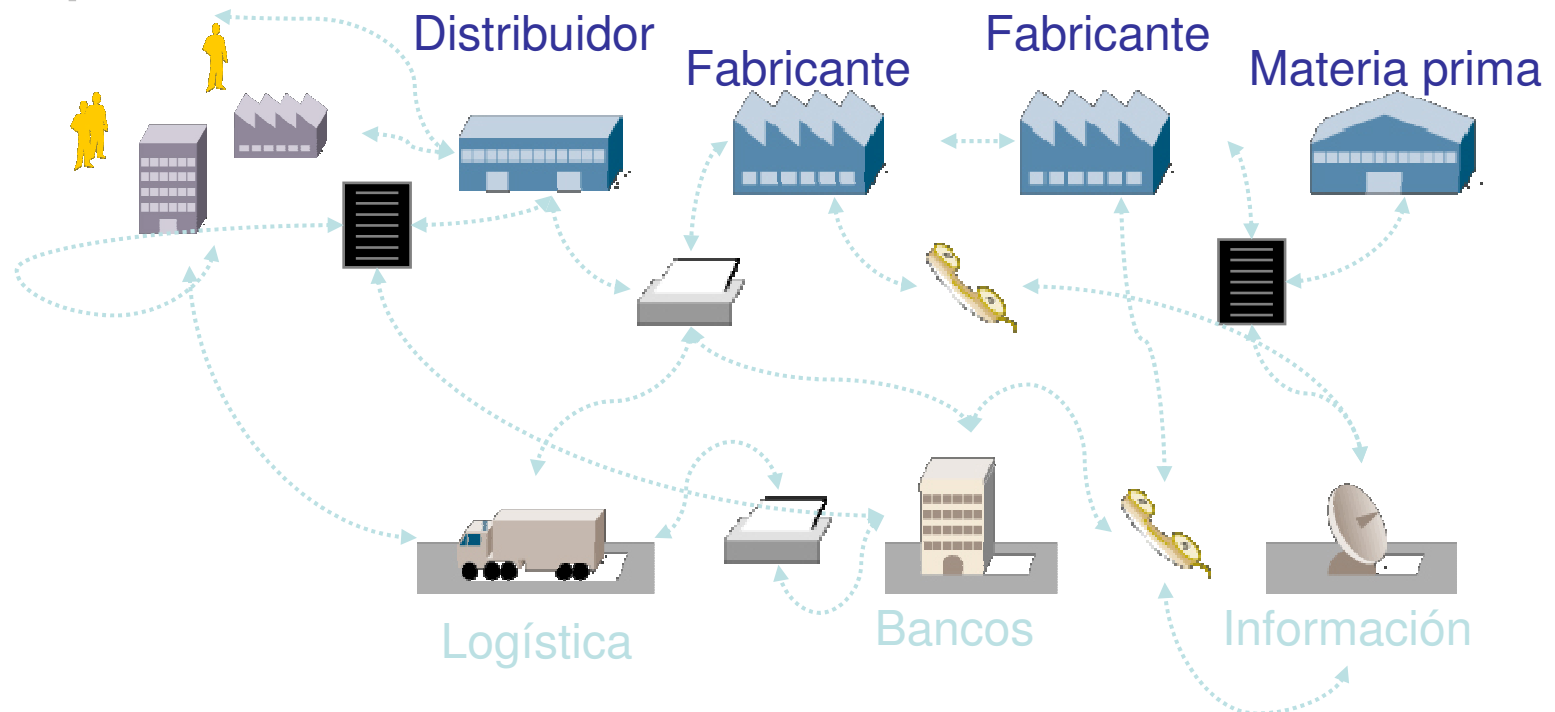 Distribuidor
Fabricante
Fabricante
Materia prima
Logística
Bancos
Información